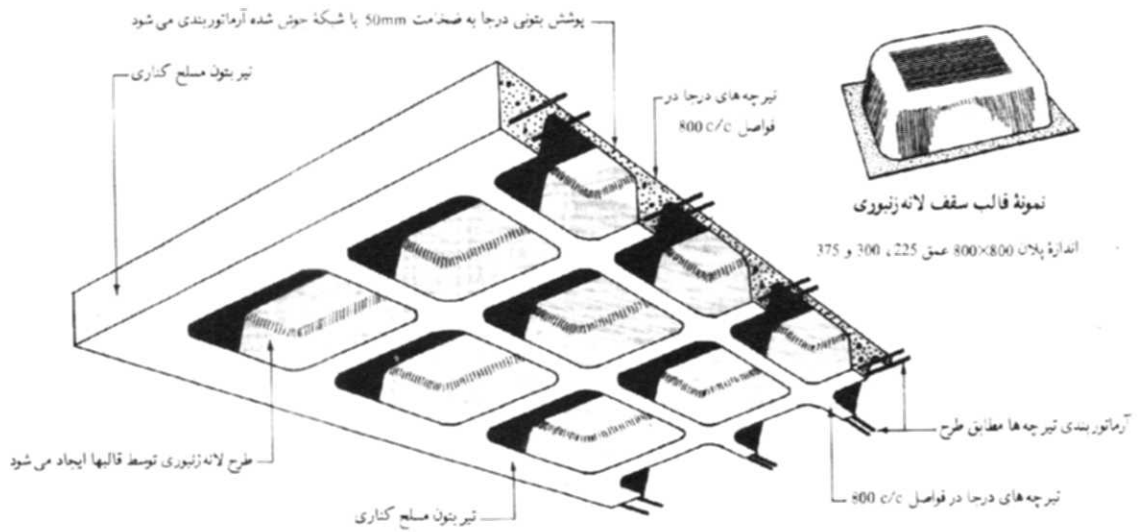 پوشش بتونی درجا به ضخامت 50mm با شبکهٔ جوش شده آرماتوربندی می‌شود
تیر بتون مسلح کناری
تیرچه‌های درجا در
فواصل 800 c/c
نمونهٔ قالب سقف لانه زنبوری
اندازهٔ پلان 800×800 عمق 225، 300 و 375
آرماتوربندی تیرچه‌ها مطابق طرح
طرح لانه زنبوری توسط قالبها ایجاد می‌شود
تیرچه‌های درجا در فواصل 800 c/c
تیر بتون مسلح کناری